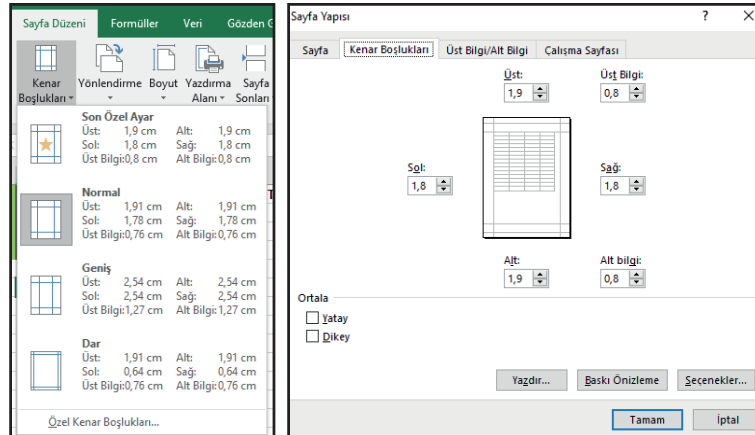 Sayfa Düzeni Formüller Veri Gözden G
Kenar Boşlukları Yönlendirme Boyut Yazdırma Alanı Sayfa Sonları
Son Özel Ayar
Üst: 1,9 cm Alt: 1,9 cm
Sol: 1,8 cm Sağ: 1,8 cm
Üst Bilgi:0,8 cm Alt Bilgi:0,8 cm
Normal
Üst: 1,91 cm Alt: 1,91 cm
Sol: 1,78 cm Sağ: 1,78 cm
Üst Bilgi:0,76 cm Alt Bilgi:0,76 cm
Geniş
Üst: 2,54 cm Alt: 2,54 cm
Sol: 2,54 cm Sağ: 2,54 cm
Üst Bilgi:1,27 cm Alt Bilgi:1,27 cm
Dar
Üst: 1,91 cm Alt: 1,91 cm
Sol: 0,64 cm Sağ: 0,64 cm
Üst Bilgi:0,76 cm Alt Bilgi:0,76 cm
Özel Kenar Boşlukları...
Sayfa Yapısı ? X
Sayfa Kenar Boşlukları Üst Bilgi/Alt Bilgi Çalışma Sayfası
Üst: Üst Bilgi:
1,9 0,8
Sol: Sağ:
1,8 1,8
Alt: Alt bilgi:
1,9 0,8
Ortala
Yatay
Dikey
Yazdır... Baskı Önizleme Seçenekler...
Tamam İptal